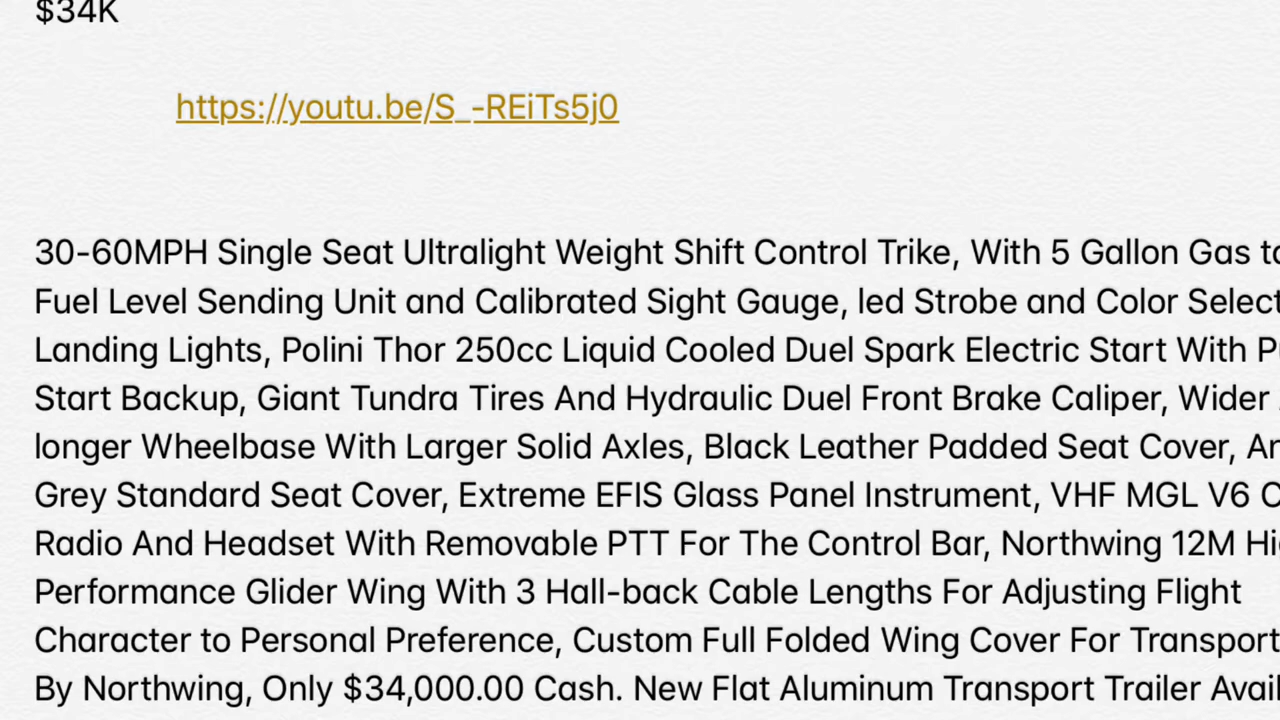 $34K
https://youtu.be/S_-REiTs5j0
30-60MPH Single Seat Ultralight Weight Shift Control Trike, With 5 Gallon Gas
Fuel Level Sending Unit and Calibrated Sight Gauge, led Strobe and Color
Landing Lights, Polini Thor 250cc Liquid Cooled Duel Spark Electric Start With
Start Backup, Giant Tundra Tires And Hydraulic Duel Front Brake Caliper, Wider
longer Wheelbase With Larger Solid Axles, Black Leather Padded Seat Cover,
Grey Standard Seat Cover, Extreme EFIS Glass Panel Instrument, VHF MGL V6
Radio And Headset With Removable PTT For The Control Bar, Northwing 12M
Performance Glider Wing With 3 Hall-back Cable Lengths For Adjusting Flight
Character to Personal Preference, Custom Full Folded Wing Cover For Transport
By Northwing, Only $34,000.00 Cash. New Flat Aluminum Transport Trailer